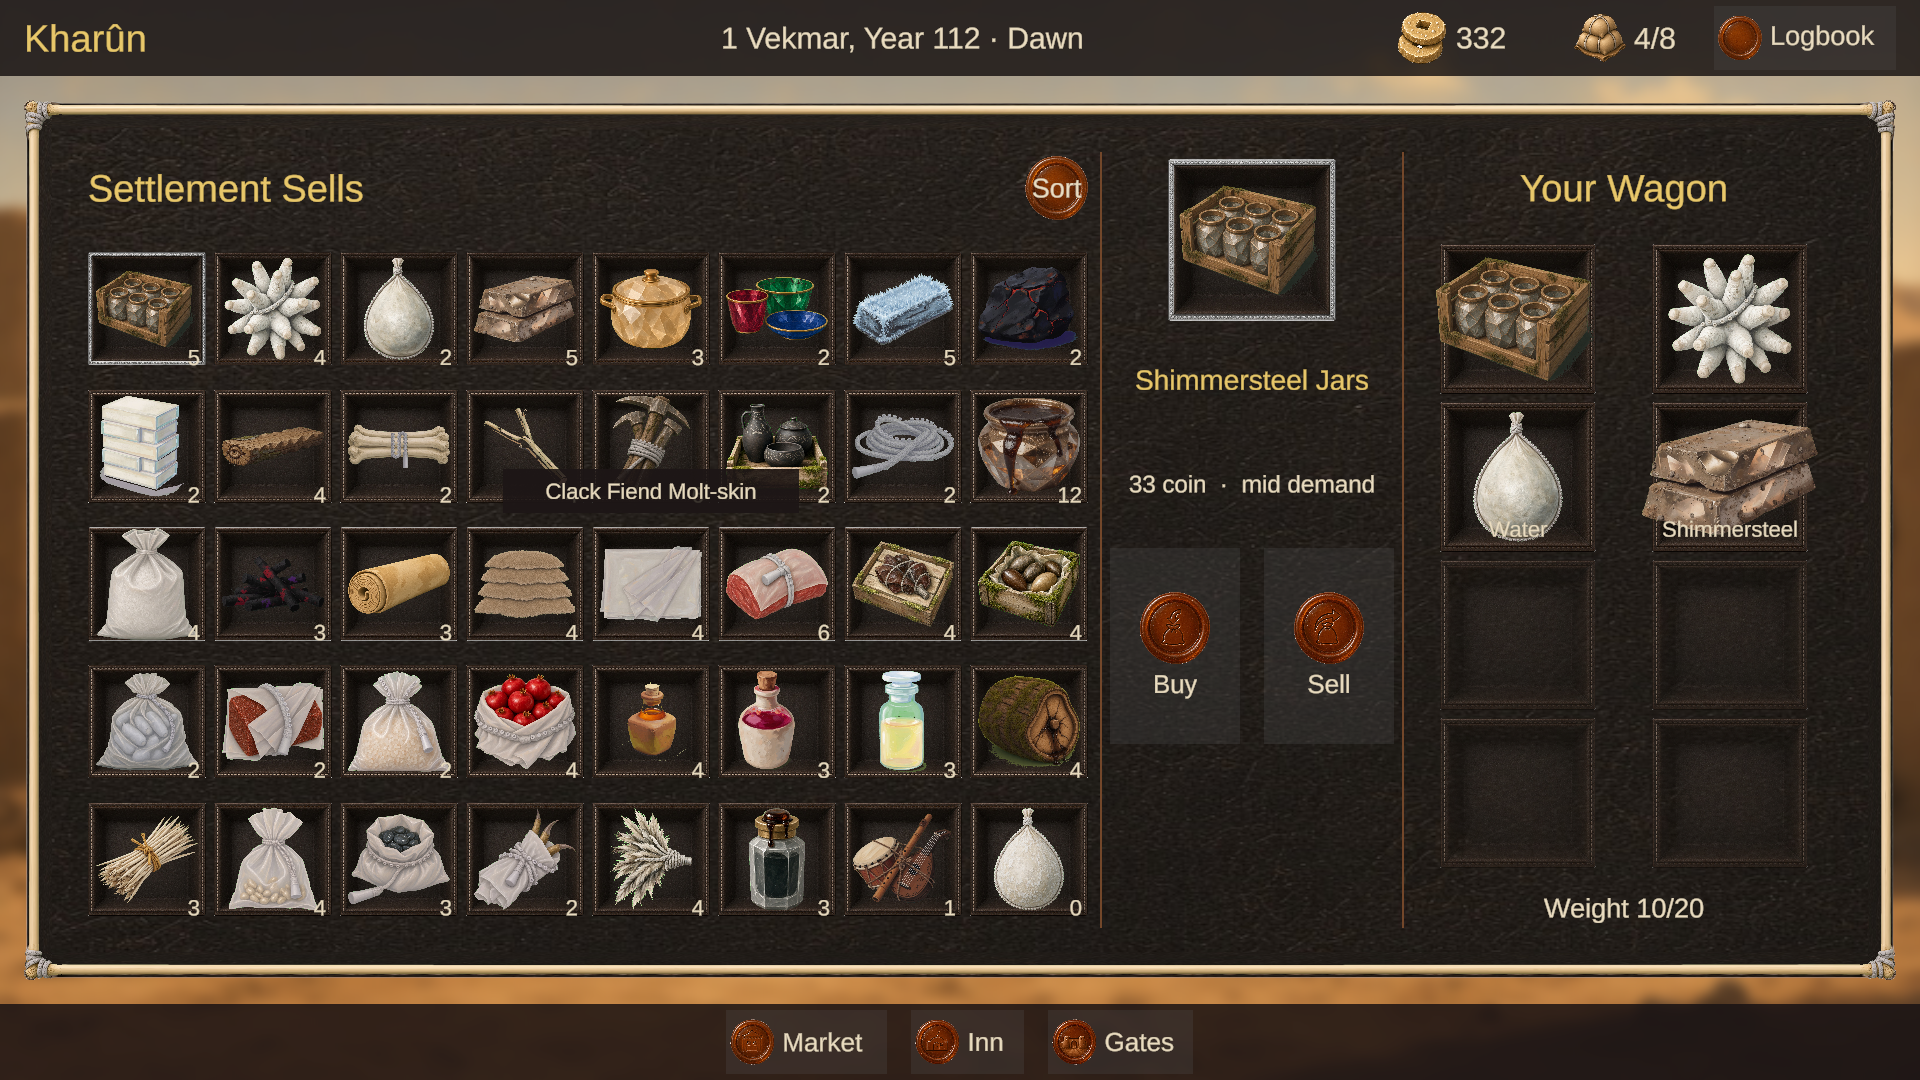 Kharûn
1 Vekmar, Year 112 · Dawn
332
4/8
Logbook
Settlement Sells
Sort
5 4 2 5 3 2 5 2
2 4 2 2 2 12
Clack Fiend Molt-skin
4 3 3 4 4 6 4 4
2 2 2 4 4 3 3 4
3 4 3 2 4 3 1 0
Shimmersteel Jars
33 coin · mid demand
Buy
Sell
Your Wagon
Water
Shimmersteel
Weight 10/20
Market
Inn
Gates